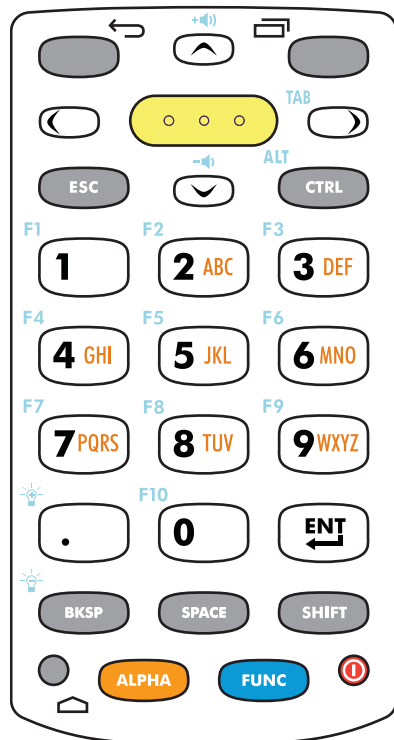 TAB
ESC
ALT
CTRL
F1 F2 F3
1 2 ABC 3 DEF
F4 F5 F6
4 GHI 5 JKL 6 MNO
F7 F8 F9
7 PQRS 8 TUV 9 WXYZ
F10
. 0 ENT
BKSP SPACE SHIFT
ALPHA FUNC